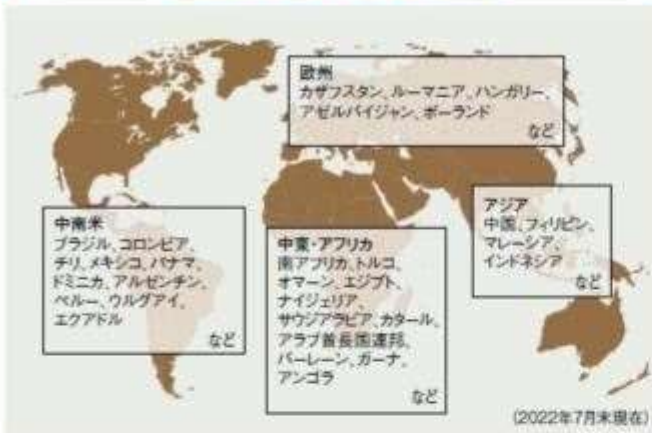 欧州
カザフスタン、ルーマニア、ハンガリー、
アゼルバイジャン、ポーランド
など
中南米
ブラジル、コロンビア、
チリ、メキシコ、パナマ、
ドミニカ、アルゼンチン、
ペルー、ウルグアイ、
エクアドル
など
中東・アフリカ
南アフリカ、トルコ、
オマーン、エジプト、
ナイジェリア、
サウジアラビア、カタール、
アラブ首長国連邦、
バーレーン、ガーナ、
アンゴラ
など
アジア
中国、フィリピン、
マレーシア、
インドネシア
など
(2022年7月末現在)